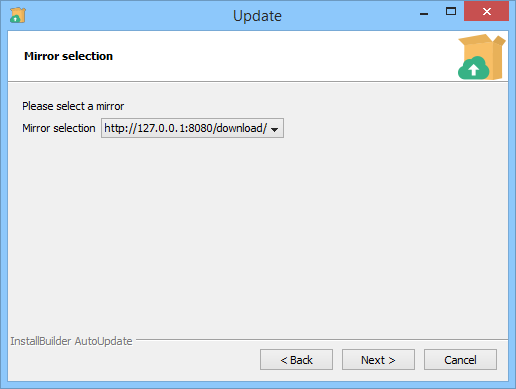 Update
Mirror selection
Please select a mirror
Mirror selection http://127.0.0.1:8080/download/
InstallBuilder AutoUpdate
< Back Next > Cancel